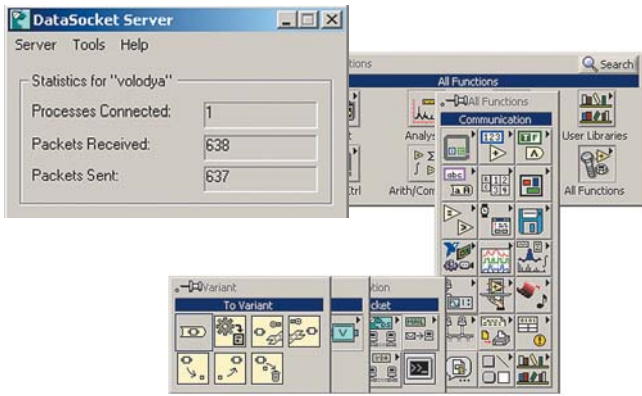 DataSocket Server
Server Tools Help
Statistics for "volodya"
Processes Connected: 1
Packets Received: 638
Packets Sent: 637
Search
All Functions
All Functions
Communication
User Libraries
All Functions
Variant
To Variant